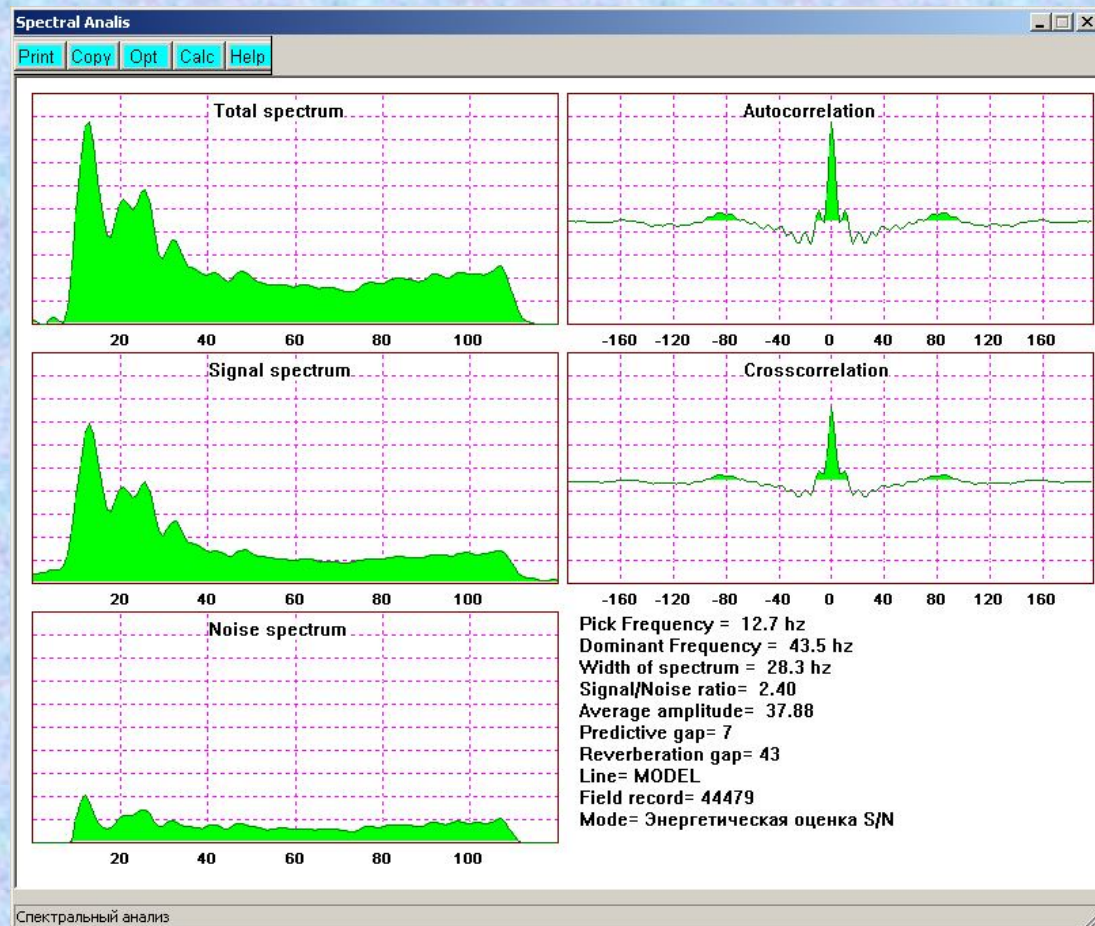 Spectral Analis
Print Copy Opt Calc Help
Total spectrum
20 40 60 80 100
Autocorrelation
-160 -120 -80 -40 0 40 80 120 160
Signal spectrum
20 40 60 80 100
Crosscorrelation
-160 -120 -80 -40 0 40 80 120 160
Noise spectrum
20 40 60 80 100
Pick Frequency = 12.7 hz
Dominant Frequency = 43.5 hz
Width of spectrum = 28.3 hz
Signal/Noise ratio= 2.40
Average amplitude= 37.88
Predictive gap= 7
Reverberation gap= 43
Line= MODEL
Field record= 44479
Mode= Энергетическая оценка S/N
Спектральный анализ